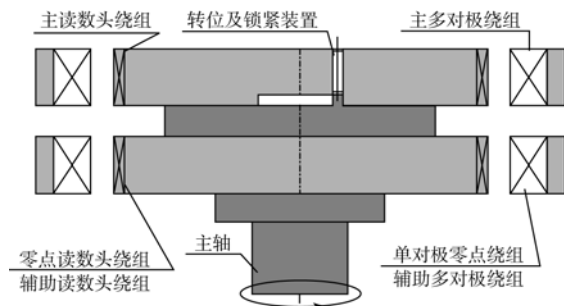 主读数头绕组
转位及锁紧装置
主多对极绕组
零点读数头绕组
辅助读数头绕组
主轴
单对极零点绕组
辅助多对极绕组